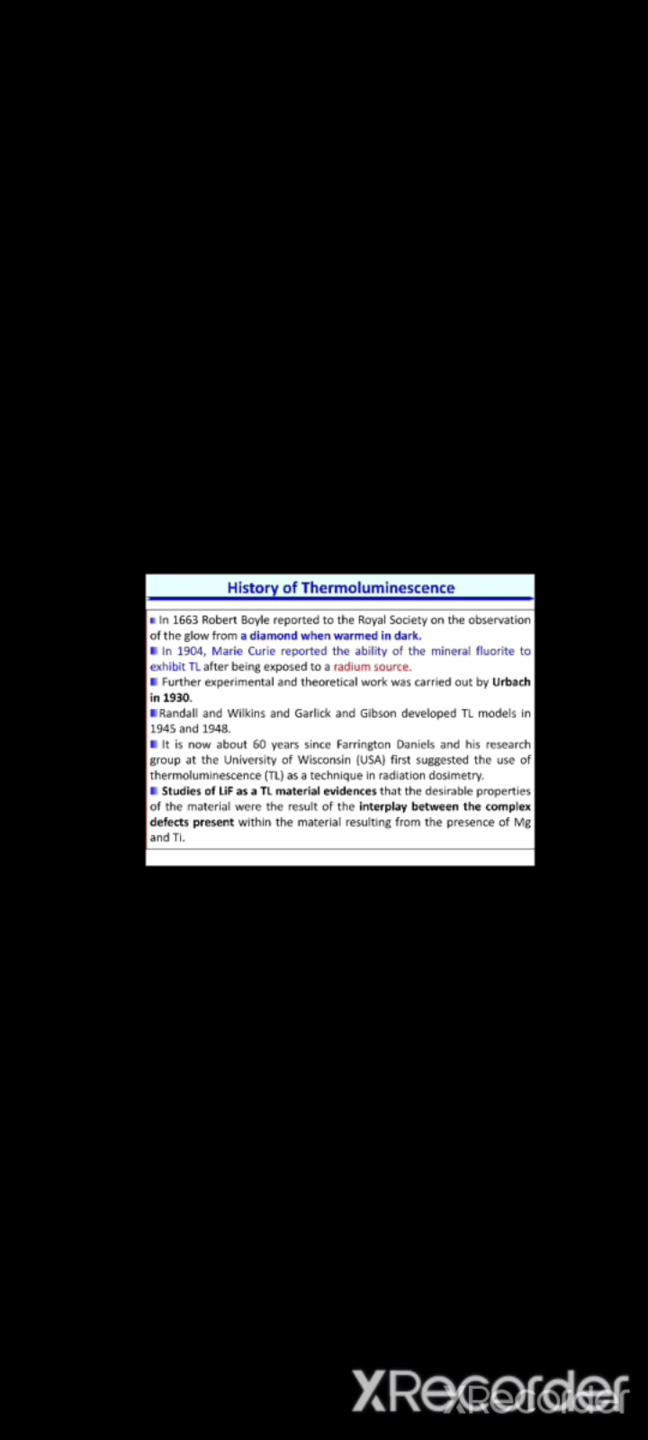 History of Thermoluminescence
In 1663 Robert Boyle reported to the Royal Society on the observation
of the glow from a diamond when warmed in dark.
In 1904, Marie Curie reported the ability of the mineral fluorite to
exhibit TL after being exposed to a radium source.
Further experimental and theoretical work was carried out by Urbach
in 1930.
Randall and Wilkins and Garlick and Gibson developed TL models in
1945 and 1948.
It is now about 60 years since Farrington Daniels and his research
group at the University of Wisconsin (USA) first suggested the use of
thermoluminescence (TL) as a technique in radiation dosimetry.
Studies of LiF as a TL material evidences that the desirable properties
of the material were the result of the interplay between the complex
defects present within the material resulting from the presence of Mg
and Ti.
XRecorder
XRecorder